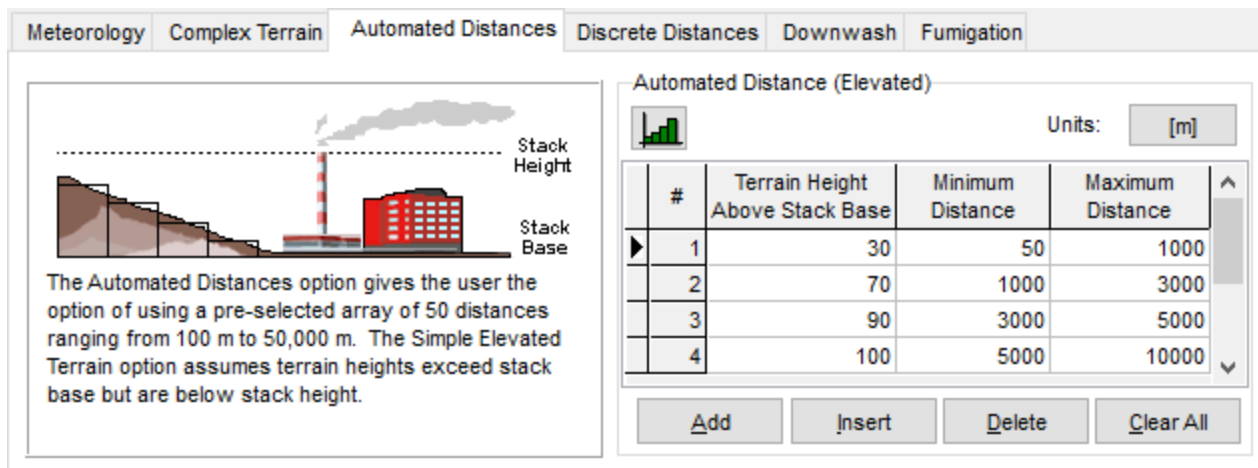 Meteorology Complex Terrain Automated Distances Discrete Distances Downwash Fumigation
Stack
Height
Stack
Base
The Automated Distances option gives the user the
option of using a pre-selected array of 50 distances
ranging from 100 m to 50,000 m. The Simple Elevated
Terrain option assumes terrain heights exceed stack
base but are below stack height.
Automated Distance (Elevated)
Units: [m]
# Terrain Height Above Stack Base Minimum Distance Maximum Distance
1 30 50 1000
2 70 1000 3000
3 90 3000 5000
4 100 5000 10000
Add Insert Delete Clear All